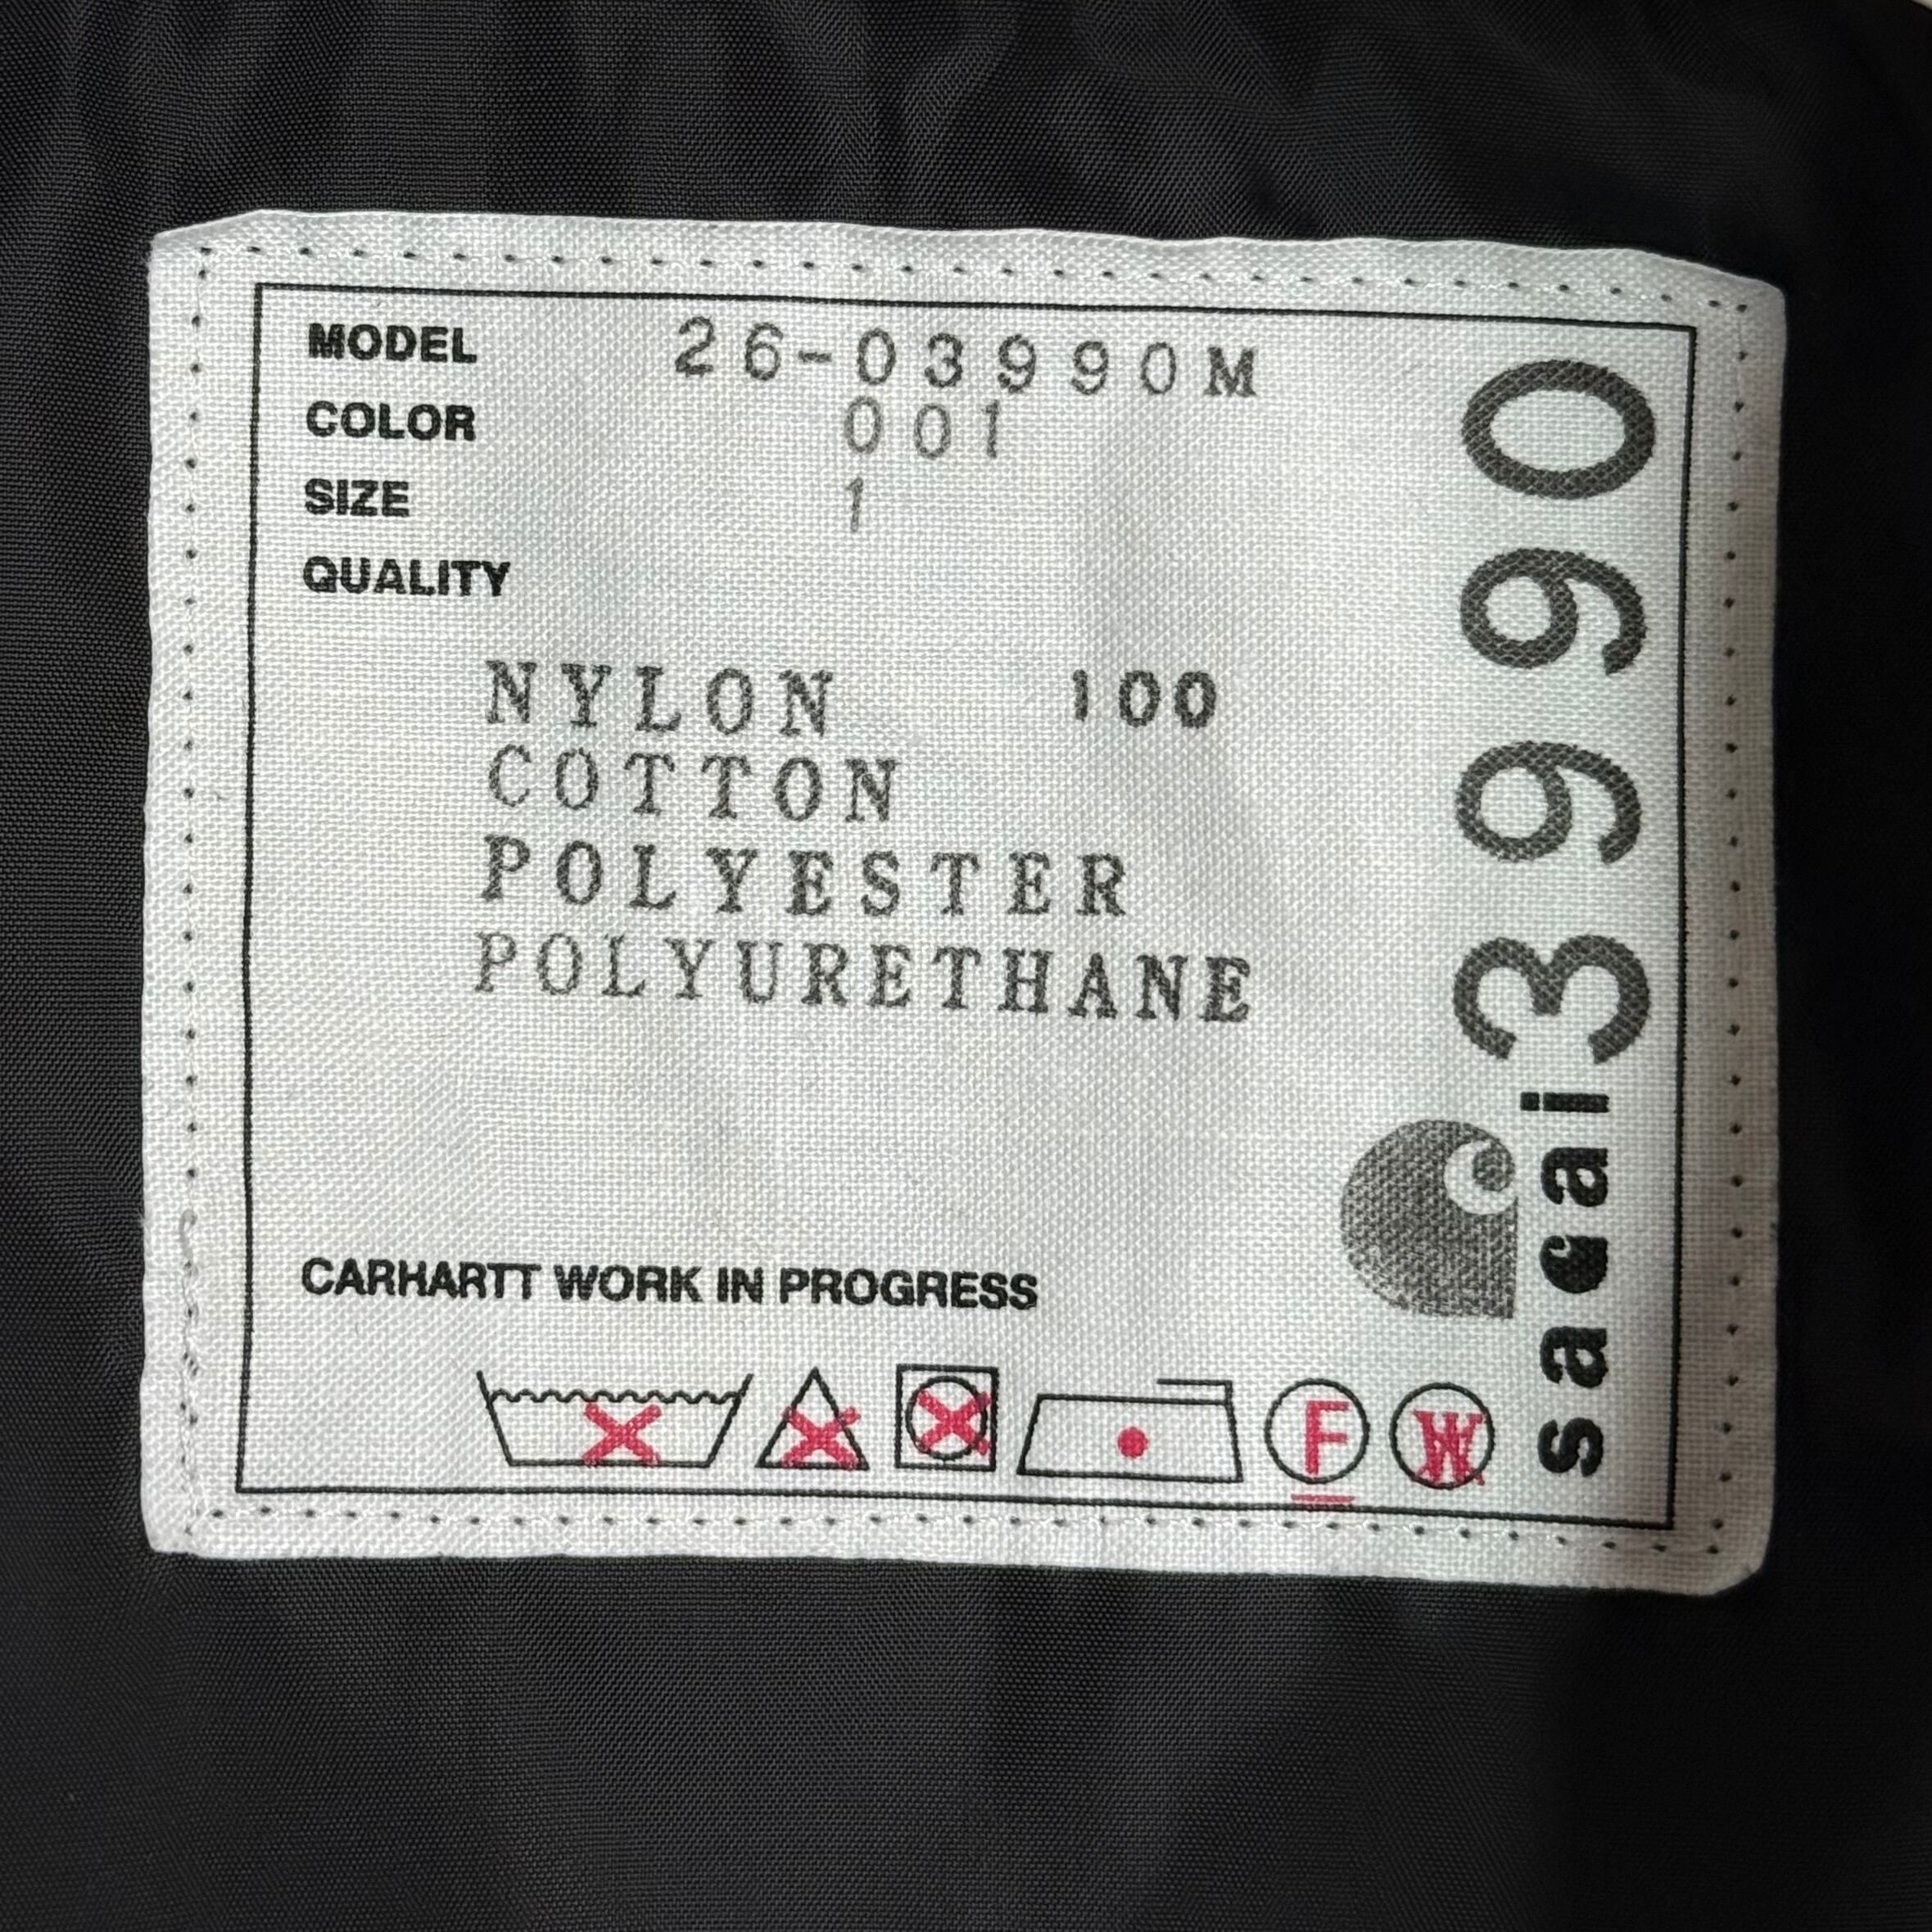 MODEL 26-03990M
COLOR 001
SIZE 1
QUALITY
NYLON 100
COTTON
POLYESTER
POLYURETHANE
CARHARTT WORK IN PROGRESS
F W
sacai 3990